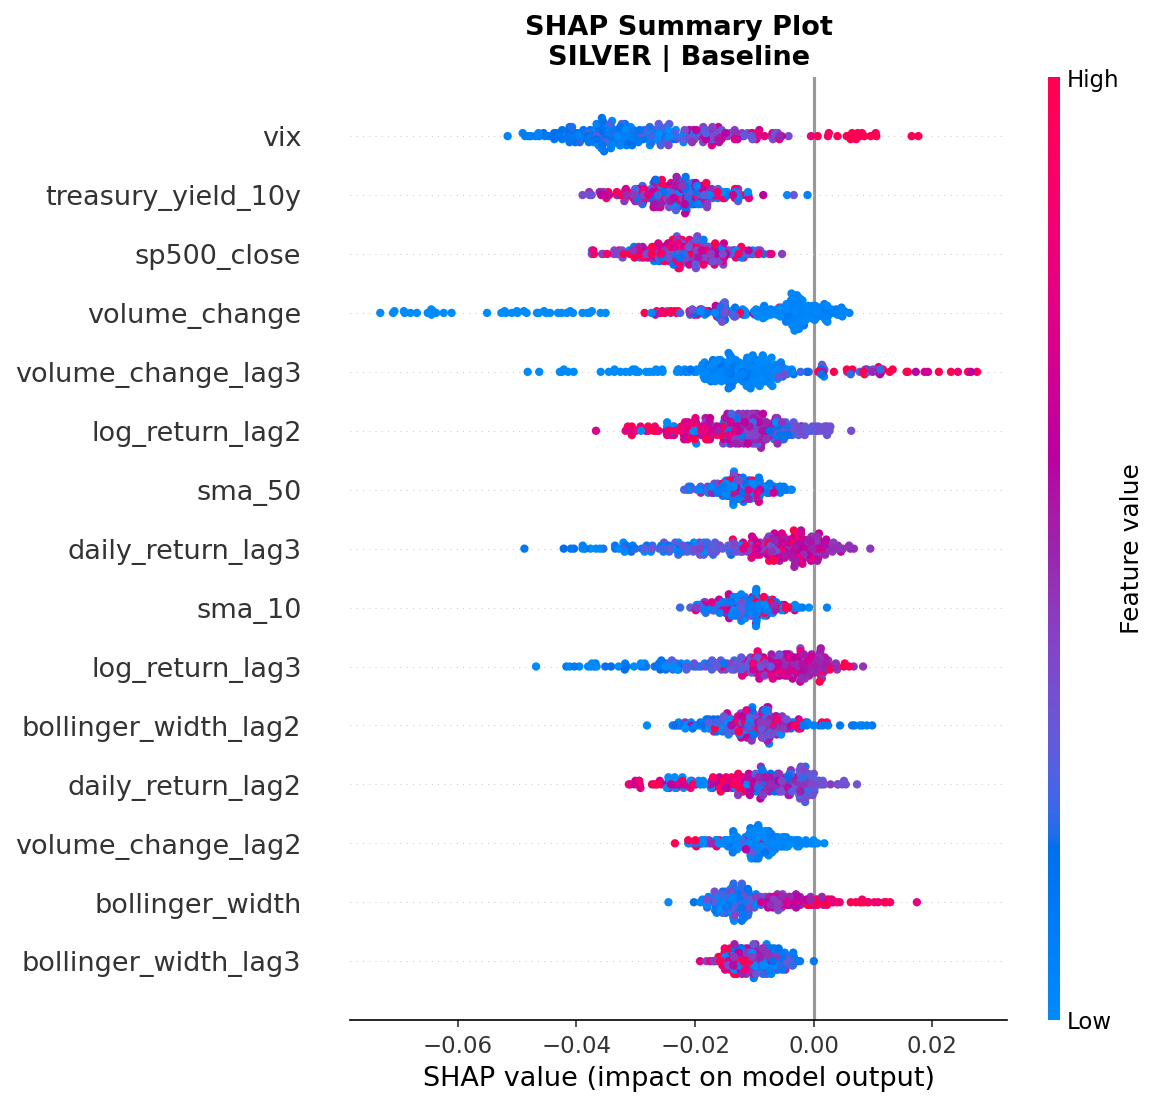 SHAP Summary Plot
SILVER | Baseline
High
vix
treasury_yield_10y
sp500_close
volume_change
volume_change_lag3
log_return_lag2
sma_50
daily_return_lag3
sma_10
log_return_lag3
bollinger_width_lag2
daily_return_lag2
volume_change_lag2
bollinger_width
bollinger_width_lag3
Feature value
Low
−0.06 −0.04 −0.02 0.00 0.02
SHAP value (impact on model output)